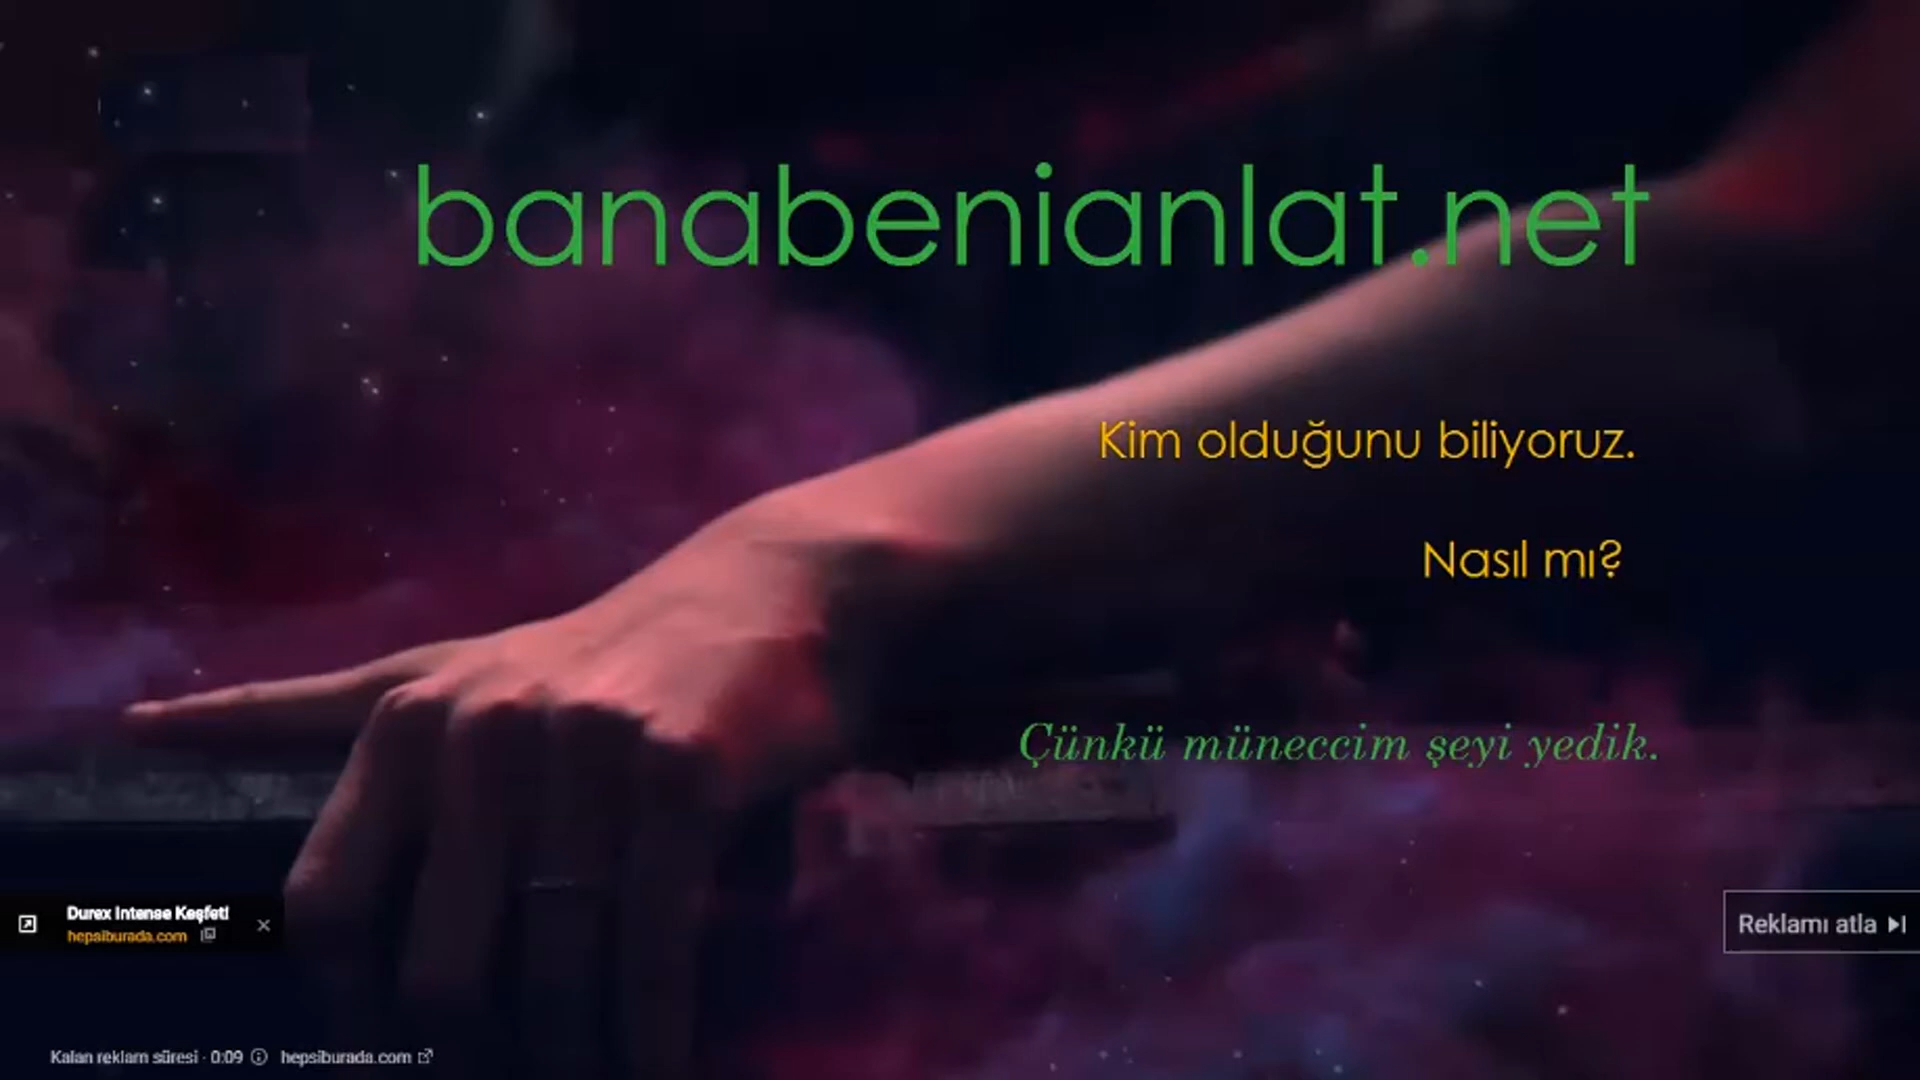 banabenianlat.net
Kim olduğunu biliyoruz.
Nasıl mı?
Çünkü müneccim şeyi yedik.
Durex Intense Keşfet!
hepsiburada.com
Reklamı atla
Kalan reklam süresi · 0:09 hepsiburada.com